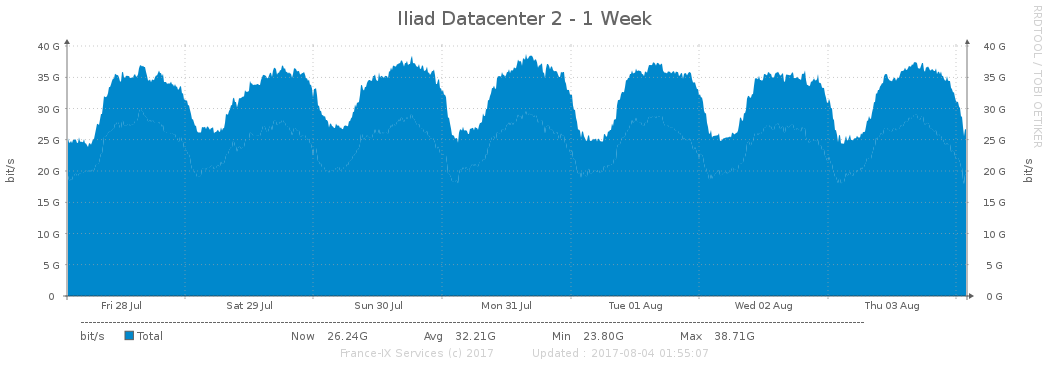 Iliad Datacenter 2 - 1 Week
RRDTOOL / TOBI OETIKER
40 G 40 G
35 G 35 G
30 G 30 G
25 G 25 G
20 G 20 G
15 G 15 G
10 G 10 G
5 G 5 G
0 0 G
bit/s bit/s
Fri 28 Jul Sat 29 Jul Sun 30 Jul Mon 31 Jul Tue 01 Aug Wed 02 Aug Thu 03 Aug
bit/s Total Now 26.24G Avg 32.21G Min 23.80G Max 38.71G
France-IX Services (c) 2017 Updated : 2017-08-04 01:55:07